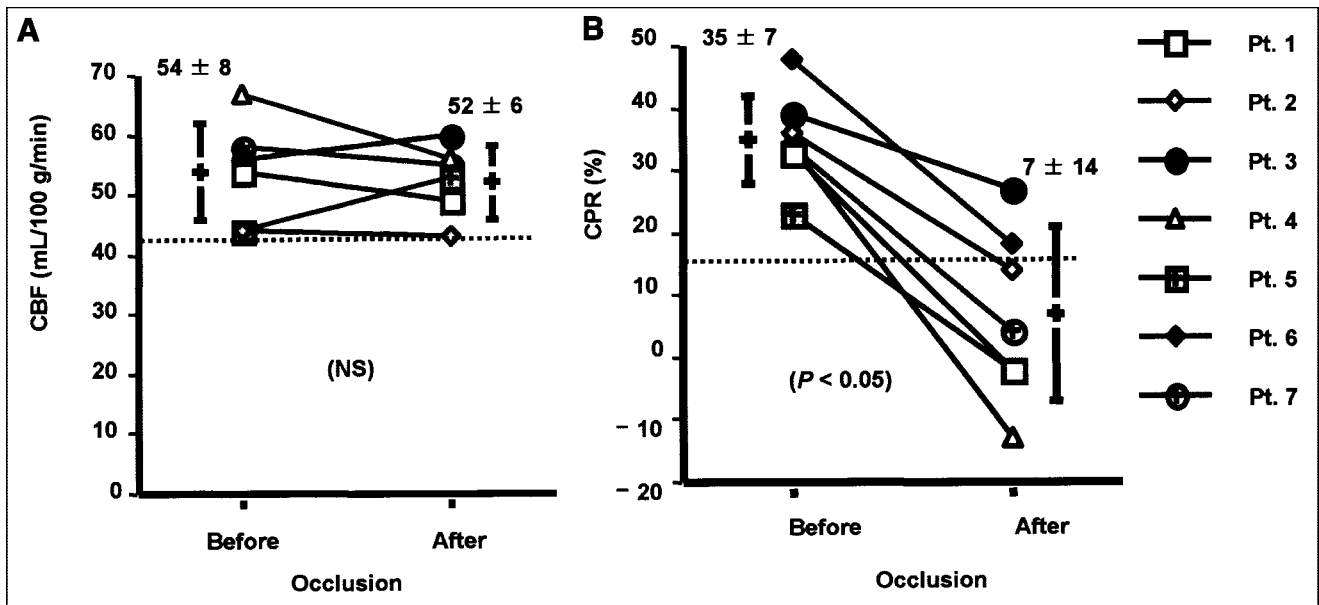 A
CBF (mL/100 g/min)
70
60
50
40
30
20
10
0
54 ± 8
52 ± 6
(NS)
Before
After
Occlusion
B
CPR (%)
50
40
30
20
10
0
– 10
– 20
35 ± 7
7 ± 14
(P < 0.05)
Before
After
Occlusion
Pt. 1
Pt. 2
Pt. 3
Pt. 4
Pt. 5
Pt. 6
Pt. 7